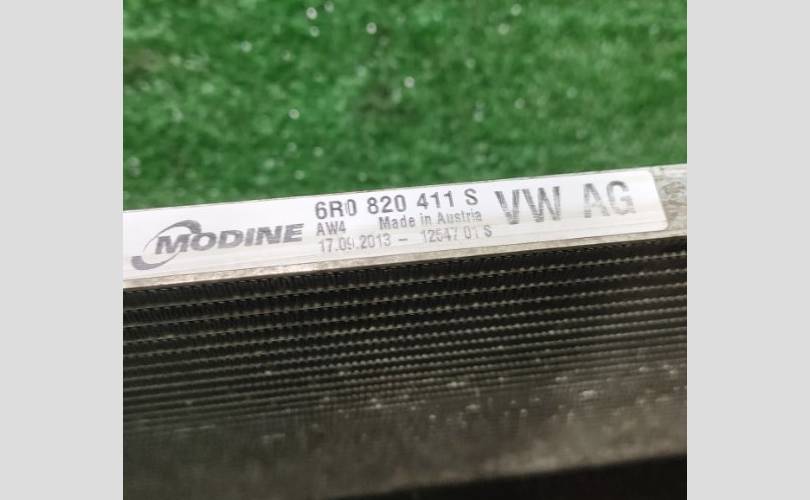 MODINE
6R0 820 411 S
AW4 Made in Austria
17.09.2013 - 12547 01 S
VW AG